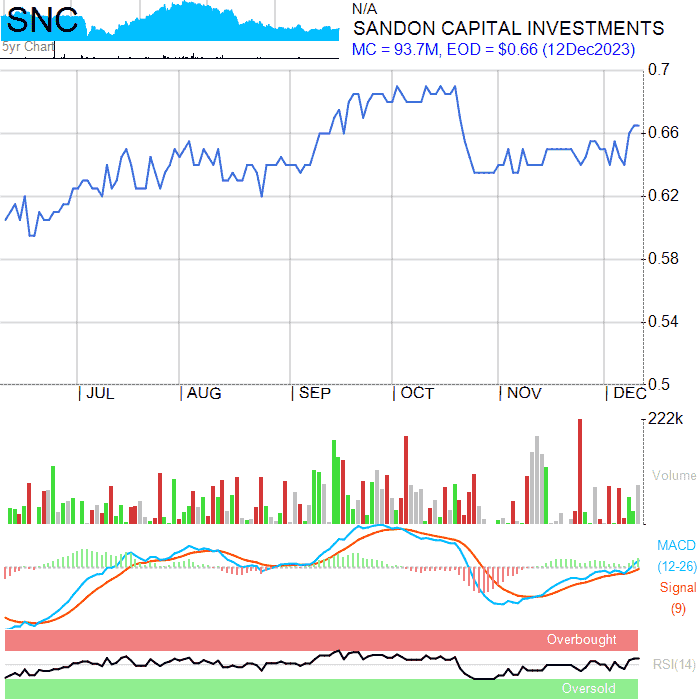 SNC
5yr Chart
N/A
SANDON CAPITAL INVESTMENTS
MC = 93.7M, EOD = $0.66 (12Dec2023)
0.7
0.66
0.62
0.58
0.54
0.5
JUL AUG SEP OCT NOV DEC
222k
Volume
MACD
(12-26)
Signal
(9)
Overbought
RSI(14)
Oversold